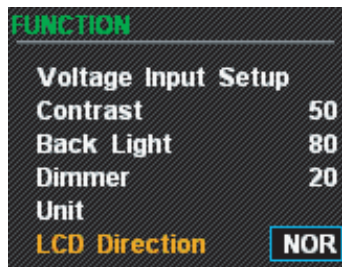 FUNCTION
Voltage Input Setup
Contrast 50
Back Light 80
Dimmer 20
Unit
LCD Direction NOR